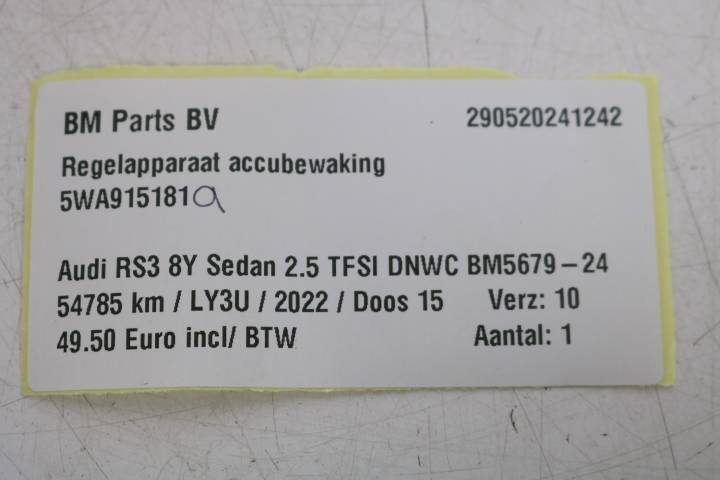 BM Parts BV 290520241242
Regelapparaat accubewaking
5WA915181a
Audi RS3 8Y Sedan 2.5 TFSI DNWC BM5679-24
54785 km / LY3U / 2022 / Doos 15 Verz: 10
49.50 Euro incl/ BTW Aantal: 1